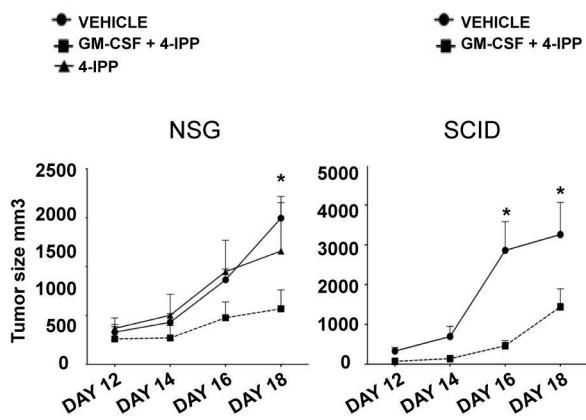 VEHICLE
GM-CSF + 4-IPP
4-IPP
VEHICLE
GM-CSF + 4-IPP
NSG
SCID
Tumor size mm3
2500
2000
1500
1000
500
0
*
DAY 12
DAY 14
DAY 16
DAY 18
5000
4000
3000
2000
1000
0
*
*
DAY 12
DAY 14
DAY 16
DAY 18